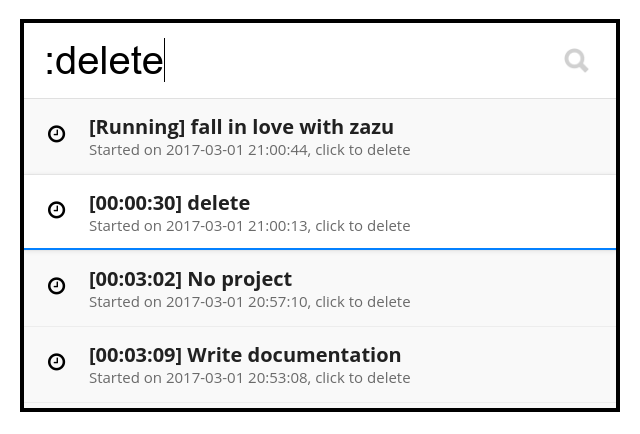 :delete
[Running] fall in love with zazu
Started on 2017-03-01 21:00:44, click to delete
[00:00:30] delete
Started on 2017-03-01 21:00:13, click to delete
[00:03:02] No project
Started on 2017-03-01 20:57:10, click to delete
[00:03:09] Write documentation
Started on 2017-03-01 20:53:08, click to delete